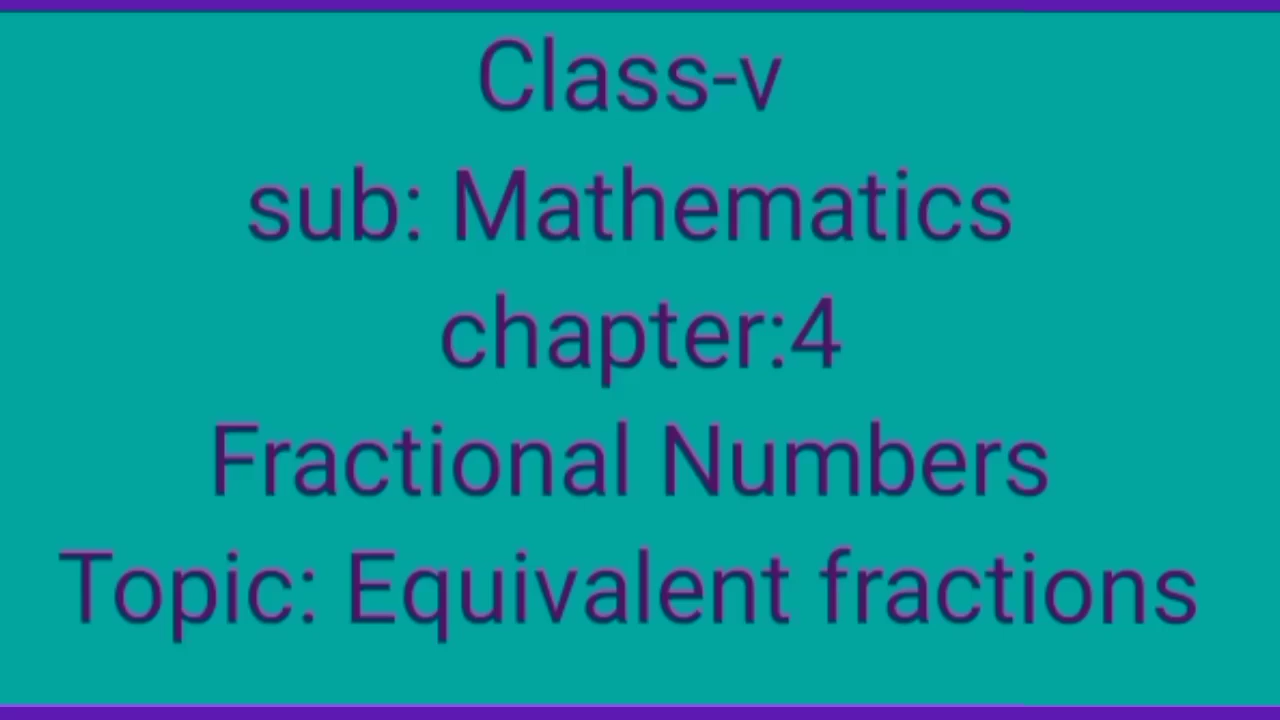 Class-v
sub: Mathematics
chapter:4
Fractional Numbers
Topic: Equivalent fractions